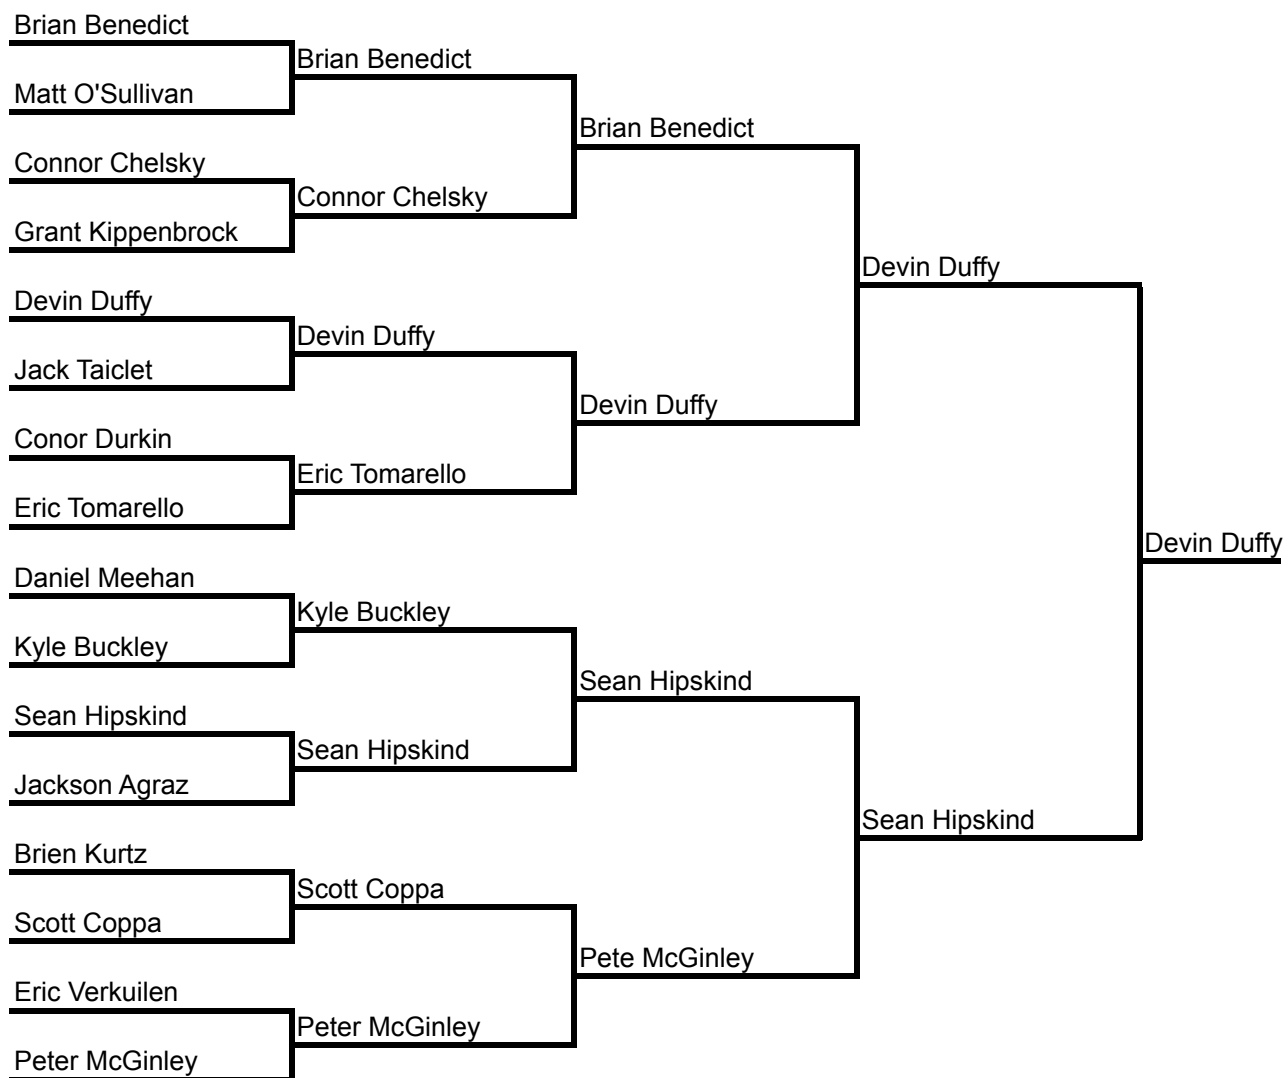 Brian Benedict
Brian Benedict
Matt O'Sullivan
Brian Benedict
Connor Chelsky
Connor Chelsky
Grant Kippenbrock
Devin Duffy
Devin Duffy
Devin Duffy
Jack Taiclet
Devin Duffy
Conor Durkin
Eric Tomarello
Eric Tomarello
Devin Duffy
Daniel Meehan
Kyle Buckley
Kyle Buckley
Sean Hipskind
Sean Hipskind
Sean Hipskind
Jackson Agraz
Sean Hipskind
Brien Kurtz
Scott Coppa
Scott Coppa
Pete McGinley
Eric Verkuilen
Peter McGinley
Peter McGinley